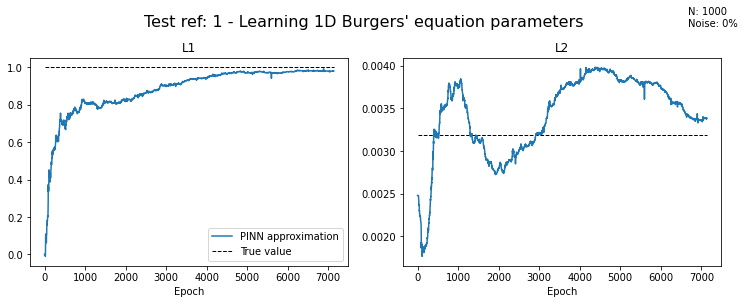 Test ref: 1 - Learning 1D Burgers' equation parameters
N: 1000
Noise: 0%
L1
1.0
0.8
0.6
0.4
0.2
0.0
0 1000 2000 3000 4000 5000 6000 7000
Epoch
PINN approximation
True value
L2
0.0040
0.0035
0.0030
0.0025
0.0020
0 1000 2000 3000 4000 5000 6000 7000
Epoch